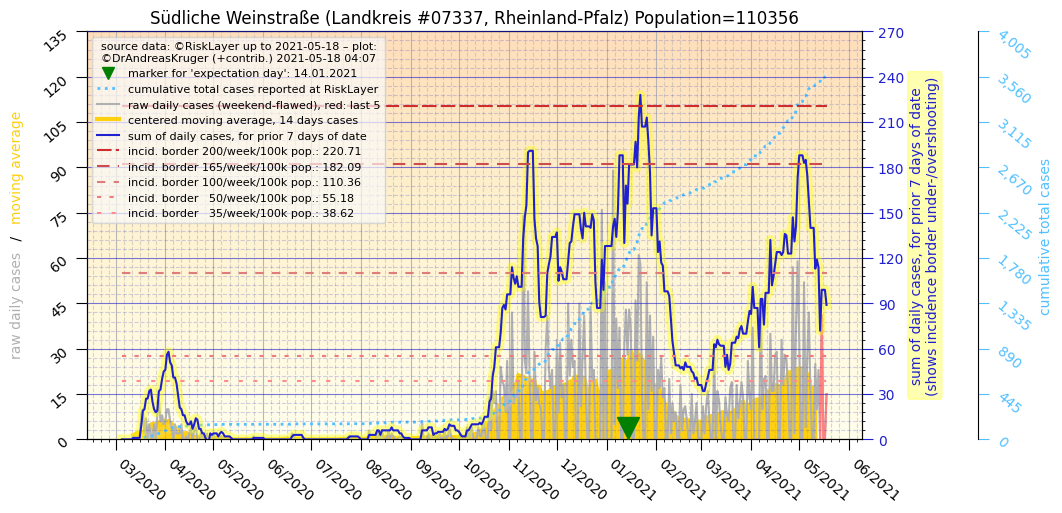 Südliche Weinstraße (Landkreis #07337, Rheinland-Pfalz) Population=110356
source data: ©RiskLayer up to 2021-05-18 – plot:
©DrAndreasKruger (+contrib.) 2021-05-18 04:07
marker for 'expectation day': 14.01.2021
cumulative total cases reported at RiskLayer
raw daily cases (weekend-flawed), red: last 5
centered moving average, 14 days cases
sum of daily cases, for prior 7 days of date
incid. border 200/week/100k pop.: 220.71
incid. border 165/week/100k pop.: 182.09
incid. border 100/week/100k pop.: 110.36
incid. border 50/week/100k pop.: 55.18
incid. border 35/week/100k pop.: 38.62
raw daily cases / moving average
135
120
105
90
75
60
45
30
15
0
03/2020
04/2020
05/2020
06/2020
07/2020
08/2020
09/2020
10/2020
11/2020
12/2020
01/2021
02/2021
03/2021
04/2021
05/2021
06/2021
270
240
210
180
150
120
90
60
30
0
sum of daily cases, for prior 7 days of date
(shows incidence border under-/overshooting)
4,005
3,560
3,115
2,670
2,225
1,780
1,335
890
445
0
cumulative total cases